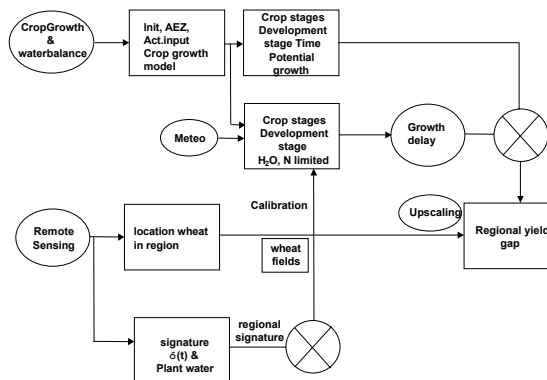 CropGrowth
&
waterbalance
Init, AEZ,
Act.input
Crop growth
model
Crop stages
Development
stage Time
Potential
growth
Meteo
Crop stages
Development
stage
H₂O, N limited
Growth
delay
Calibration
Upscaling
Remote
Sensing
location wheat
in region
wheat
fields
Regional yield
gap
signature
σ(t) &
Plant water
regional
signature